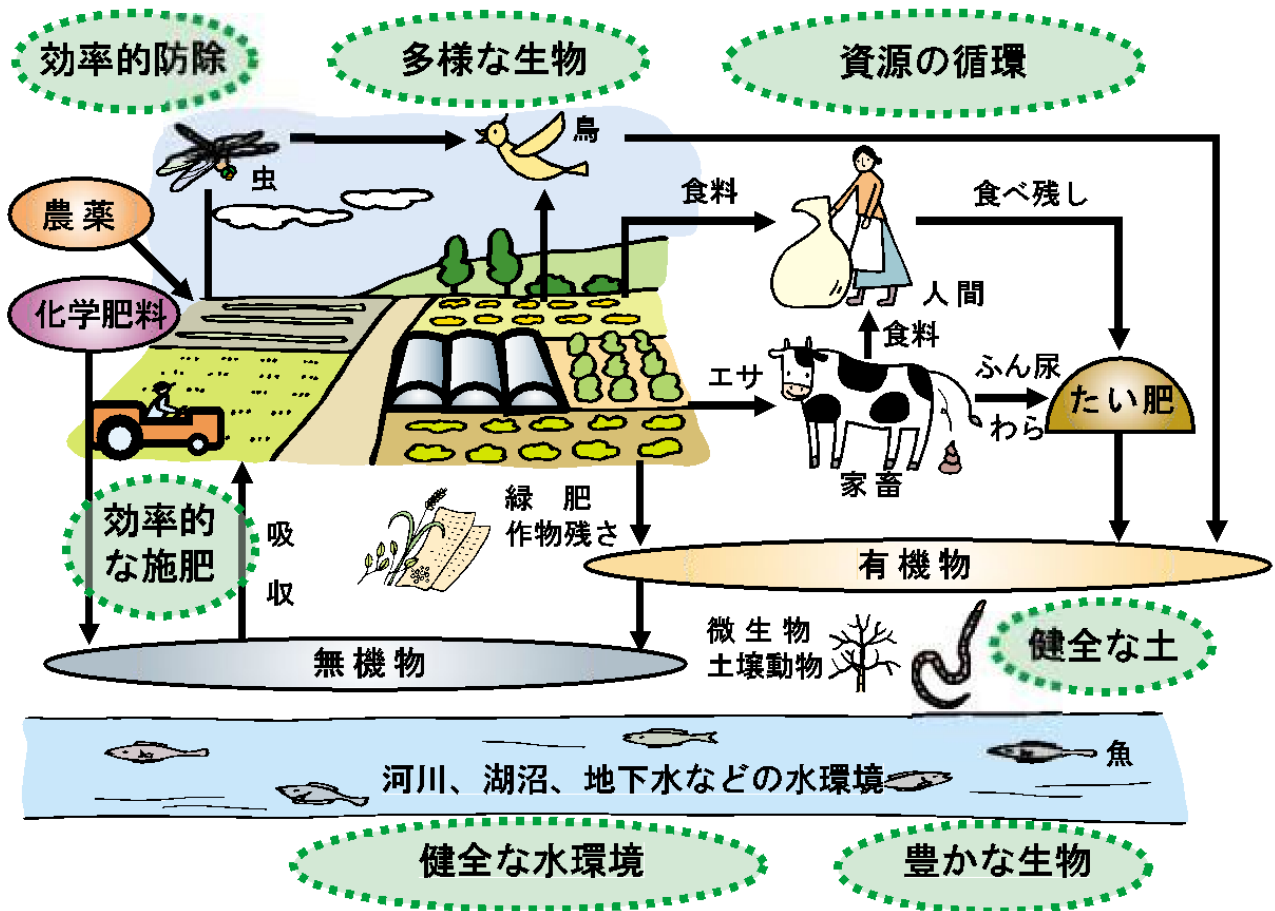 効率的防除
多様な生物
資源の循環
虫
鳥
農薬
食料
食べ残し
化学肥料
人間
食料
エサ
ふん尿
わら
たい肥
家畜
効率的
な施肥
吸
収
緑 肥
作物残さ
有機物
無機物
微生物
土壌動物
健全な土
河川、湖沼、地下水などの水環境
魚
健全な水環境
豊かな生物